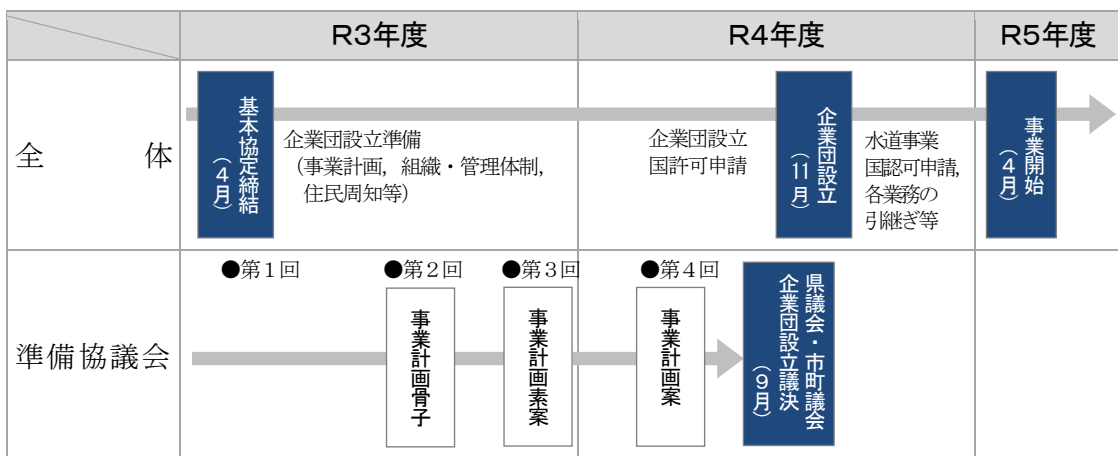 R3年度
R4年度
R5年度
全体
基本協定締結
（4月）
企業団設立準備
（事業計画，組織・管理体制，
住民周知等）
企業団設立
国許可申請
企業団設立
（11月）
水道事業
国認可申請，
各業務の
引継ぎ等
事業開始
（4月）
準備協議会
●第１回
●第２回
●第３回
●第４回
事業計画骨子
事業計画素案
事業計画案
県議会・市町議会
企業団設立議決
（9月）